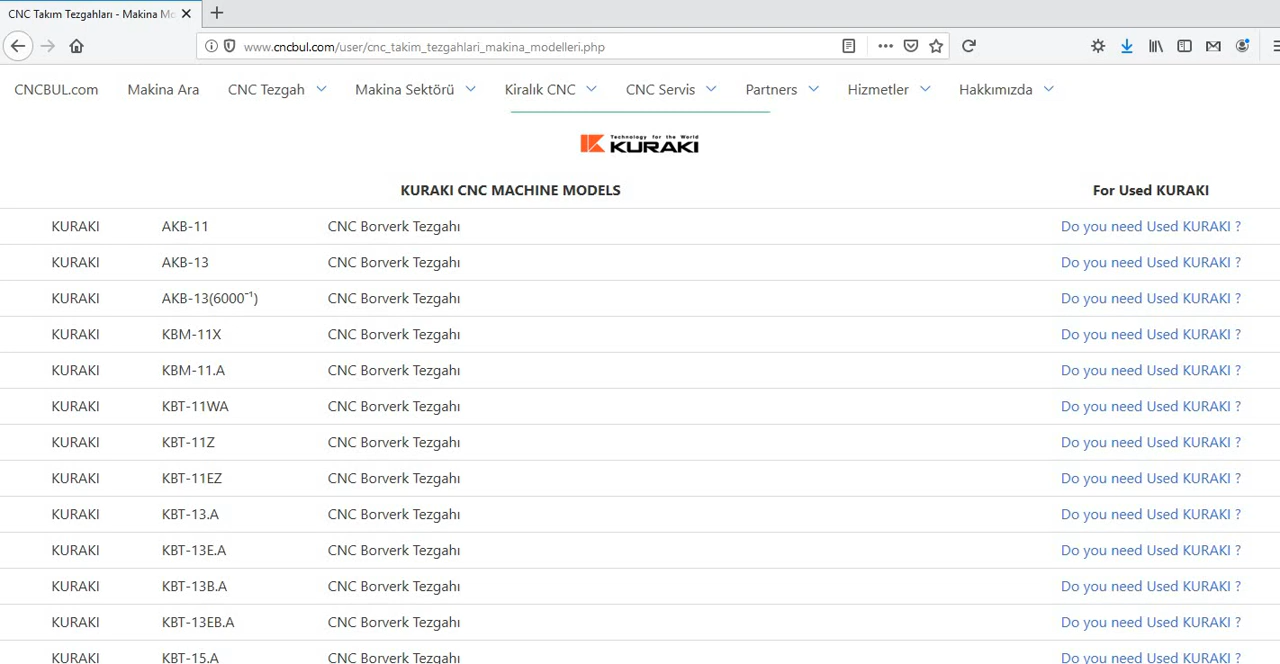 CNC Takım Tezgahları - Makina Mo
www.cncbul.com/user/cnc_takim_tezgahlari_makina_modelleri.php
CNCBUL.com Makina Ara CNC Tezgah Makina Sektörü Kiralık CNC CNC Servis Partners Hizmetler Hakkımızda
Technology for the World
KURAKI
KURAKI CNC MACHINE MODELS For Used KURAKI
KURAKI AKB-11 CNC Borverk Tezgahı Do you need Used KURAKI ?
KURAKI AKB-13 CNC Borverk Tezgahı Do you need Used KURAKI ?
KURAKI AKB-13(6000⁻¹) CNC Borverk Tezgahı Do you need Used KURAKI ?
KURAKI KBM-11X CNC Borverk Tezgahı Do you need Used KURAKI ?
KURAKI KBM-11.A CNC Borverk Tezgahı Do you need Used KURAKI ?
KURAKI KBT-11WA CNC Borverk Tezgahı Do you need Used KURAKI ?
KURAKI KBT-11Z CNC Borverk Tezgahı Do you need Used KURAKI ?
KURAKI KBT-11EZ CNC Borverk Tezgahı Do you need Used KURAKI ?
KURAKI KBT-13.A CNC Borverk Tezgahı Do you need Used KURAKI ?
KURAKI KBT-13E.A CNC Borverk Tezgahı Do you need Used KURAKI ?
KURAKI KBT-13B.A CNC Borverk Tezgahı Do you need Used KURAKI ?
KURAKI KBT-13EB.A CNC Borverk Tezgahı Do you need Used KURAKI ?
KURAKI KBT-15.A CNC Borverk Tezgahı Do you need Used KURAKI ?